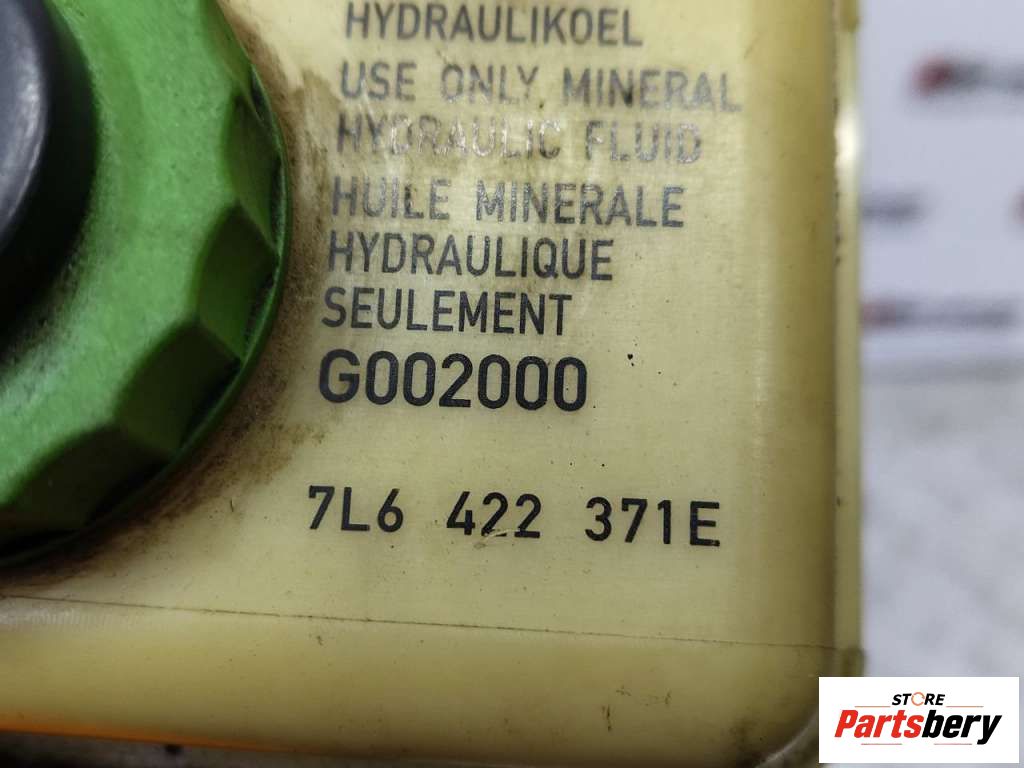 HYDRAULIKOEL
USE ONLY MINERAL
HYDRAULIC FLUID
HUILE MINERALE
HYDRAULIQUE
SEULEMENT
G002000
7L6 422 371E
STORE
Partsbery